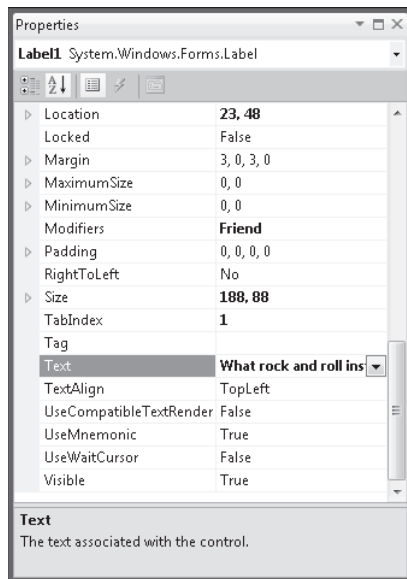 Properties
Label1 System.Windows.Forms.Label
Location 23, 48
Locked False
Margin 3, 0, 3, 0
MaximumSize 0, 0
MinimumSize 0, 0
Modifiers Friend
Padding 0, 0, 0, 0
RightToLeft No
Size 188, 88
TabIndex 1
Tag
Text What rock and roll ins
TextAlign TopLeft
UseCompatibleTextRender False
UseMnemonic True
UseWaitCursor False
Visible True
Text
The text associated with the control.